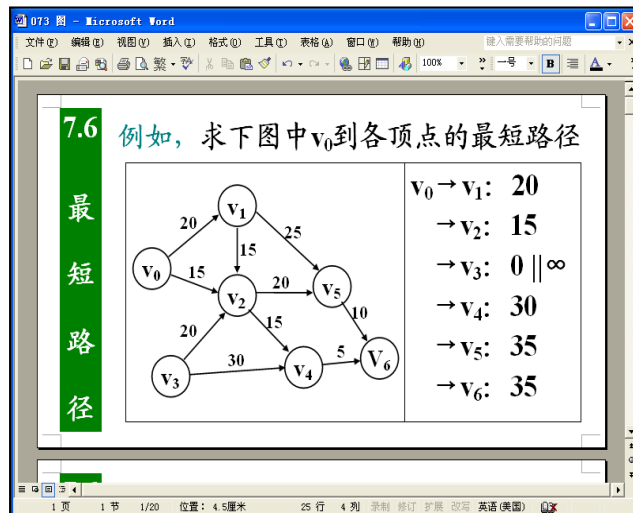 073 图 - Microsoft Word
文件(F) 编辑(E) 视图(V) 插入(I) 格式(O) 工具(T) 表格(A) 窗口(W) 帮助(H) 键入需要帮助的问题
繁 100% 一号 B A
7.6 最短路径
例如，求下图中v0到各顶点的最短路径
v1
20 25
15
v0 15 v2 20 v5
20 15 10
v3 30 v4 5 V6
v0→v1: 20
→v2: 15
→v3: 0 ||∞
→v4: 30
→v5: 35
→v6: 35
1 页 1 节 1/20 位置: 4.5厘米 25 行 4 列 录制 修订 扩展 改写 英语(美国)